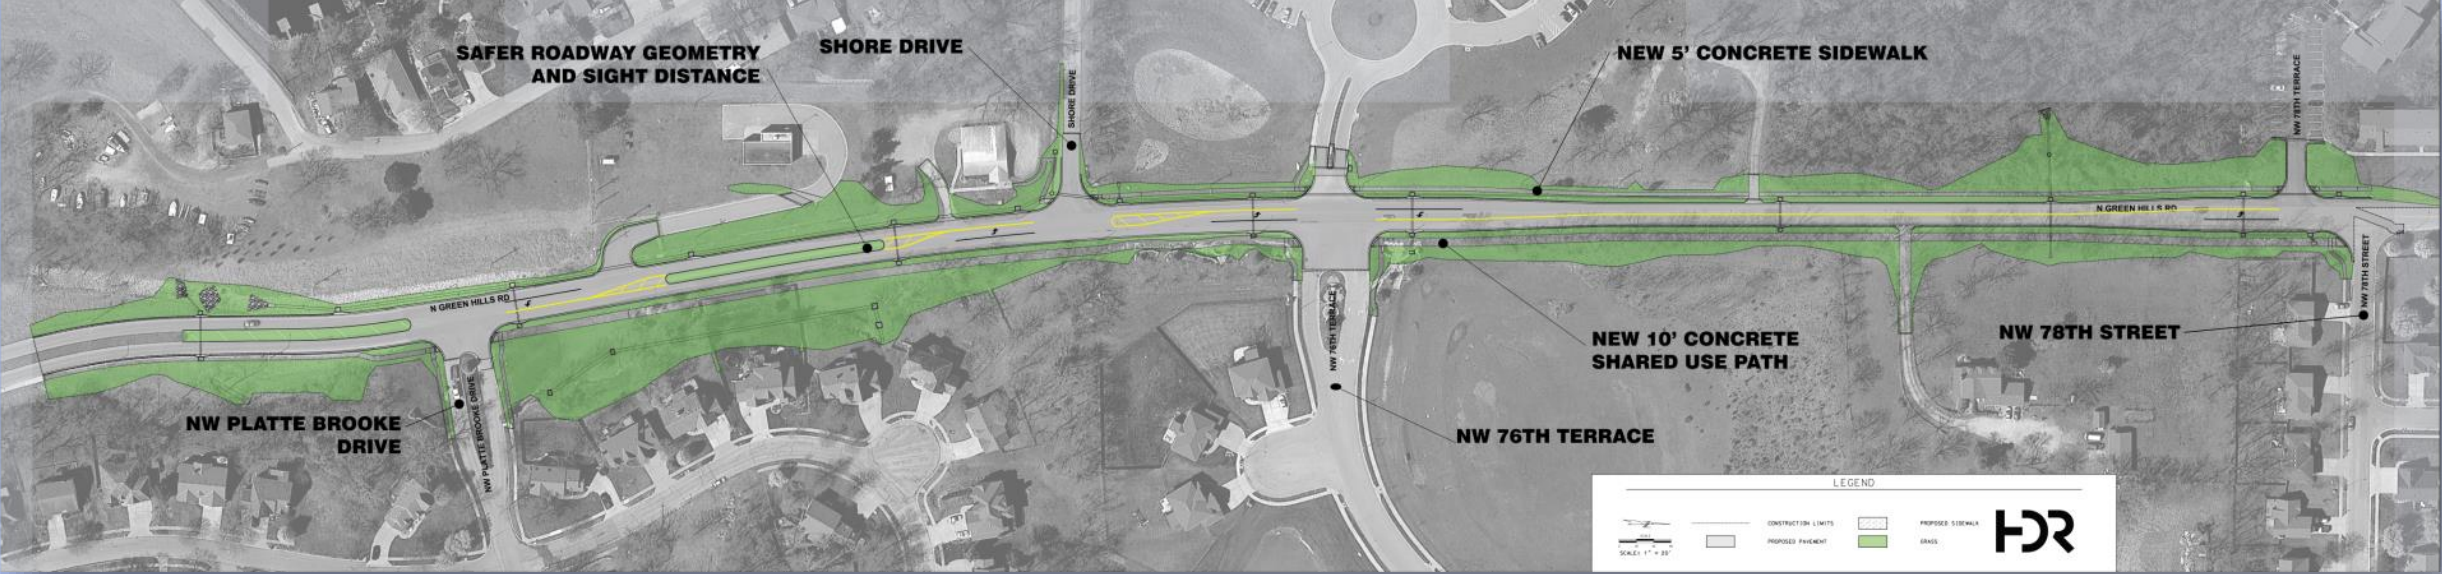 SAFER ROADWAY GEOMETRY
AND SIGHT DISTANCE
SHORE DRIVE
SHORE DRIVE
NEW 5' CONCRETE SIDEWALK
NW 78TH TERRACE
N GREEN HILLS RD
N GREEN HILLS RD
NW PLATTE BROOKE
DRIVE
NW PLATTE BROOKE DRIVE
NW 76TH TERRACE
NW 76TH TERRACE
NEW 10' CONCRETE
SHARED USE PATH
NW 78TH STREET
NW 78TH STREET
LEGEND
CONSTRUCTION LIMITS
PROPOSED SIDEWALK
PROPOSED PAVEMENT
GRASS
HDR